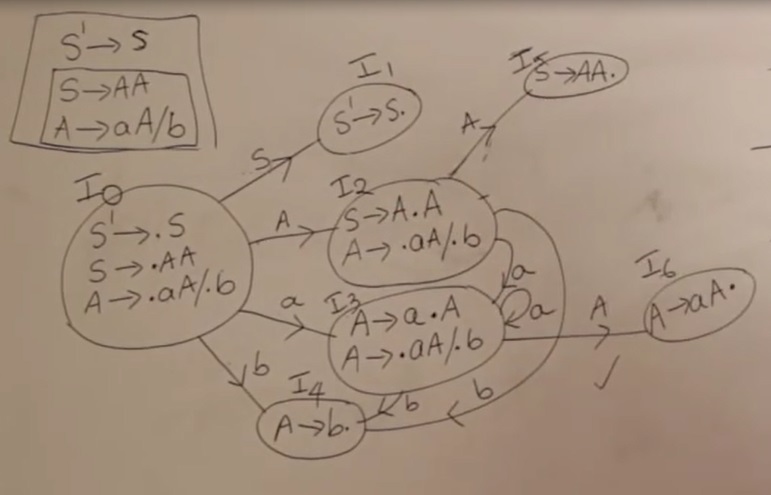 S'→S
S→AA
A→aA/b
I0
S'→.S
S→.AA
A→.aA/.b
S
I1
S'→S.
A
I2
S→A.A
A→.aA/.b
A
I5
S→AA.
a
I3
A→a.A
A→.aA/.b
a
a
A
I6
A→aA.
b
I4
A→b.
b
b